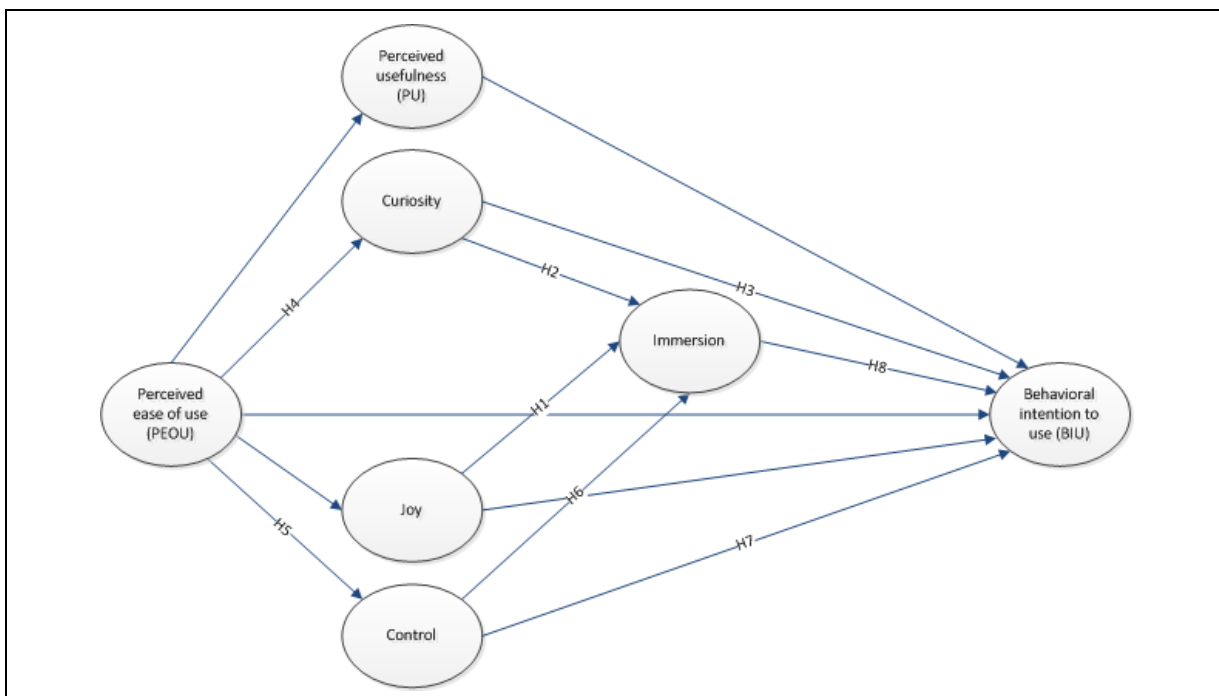 Perceived
usefulness
(PU)
Curiosity
H2
H3
H4
Immersion
H8
Perceived
ease of use
(PEOU)
Behavioral
intention to
use (BIU)
H1
Joy
H6
H5
H7
Control